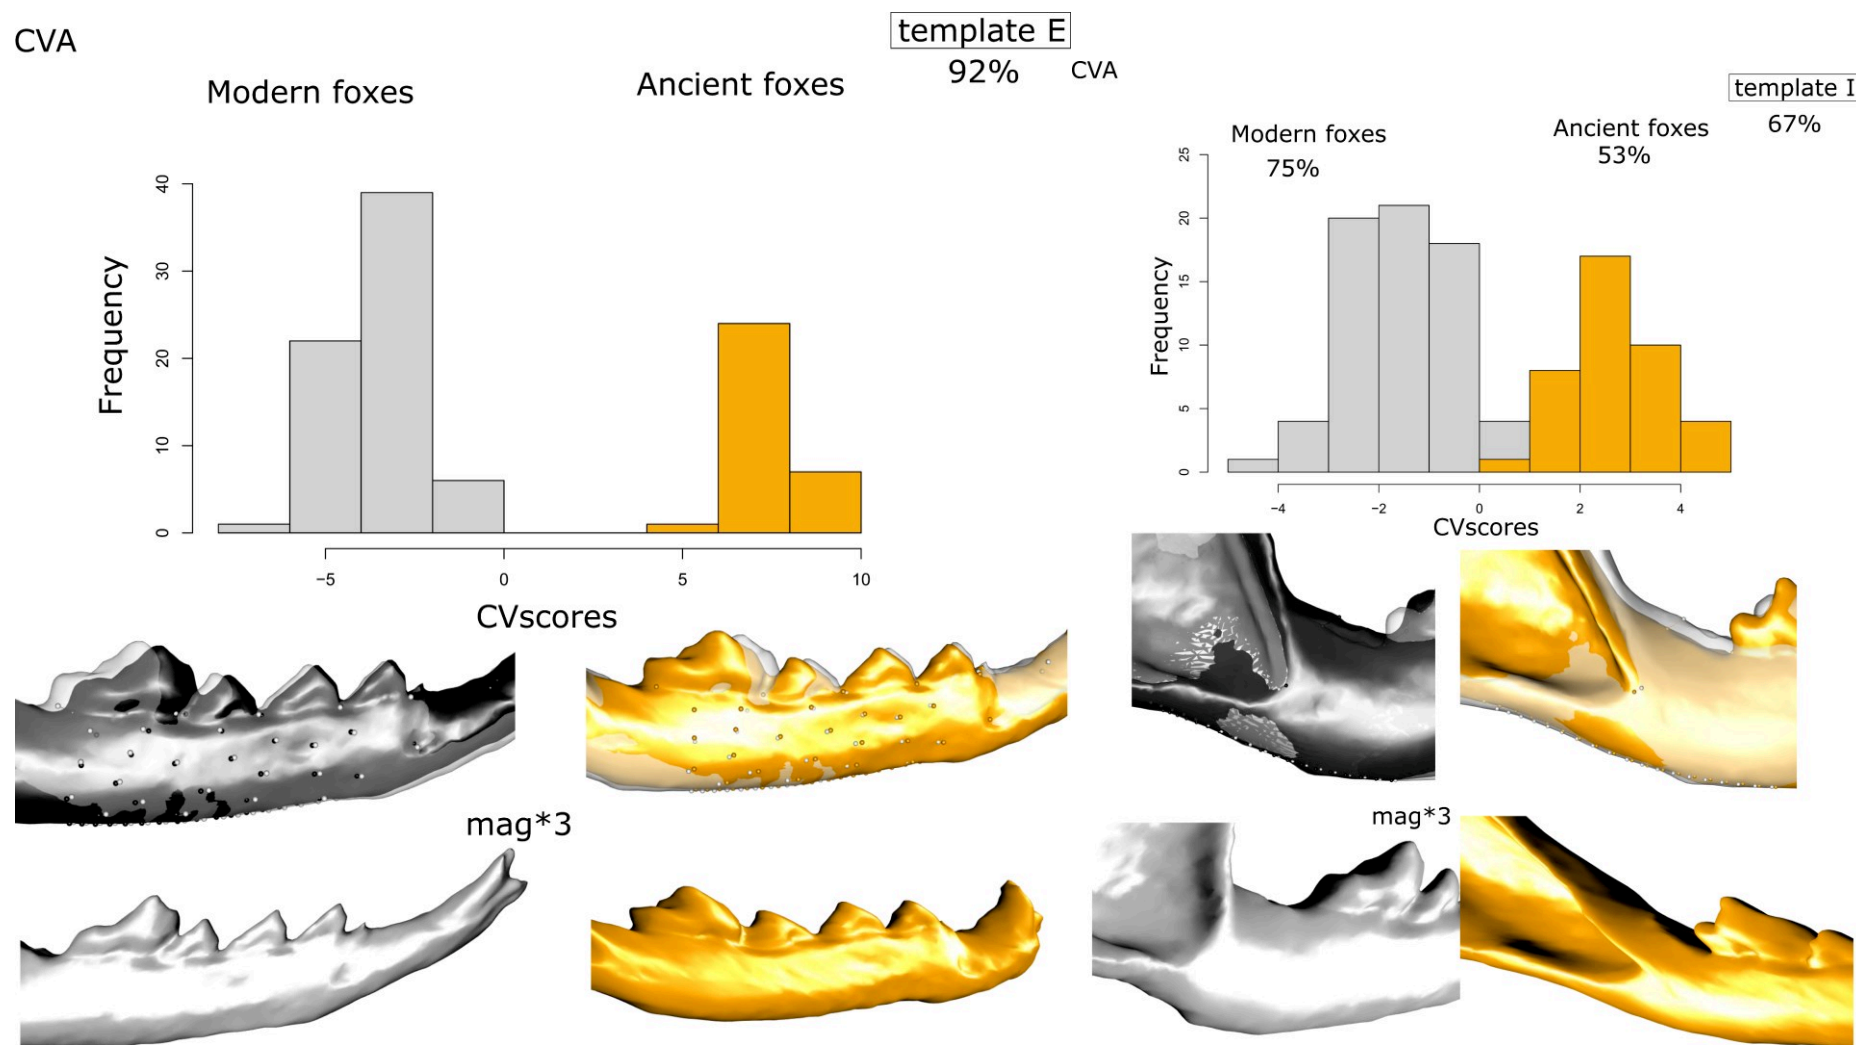 CVA
template E
92%
Modern foxes
Ancient foxes
40
30
20
10
0
Frequency
−5
0
5
10
CVscores
mag*3
CVA
template I
67%
Modern foxes
75%
Ancient foxes
53%
25
20
15
10
5
0
Frequency
−4
−2
0
2
4
CVscores
mag*3